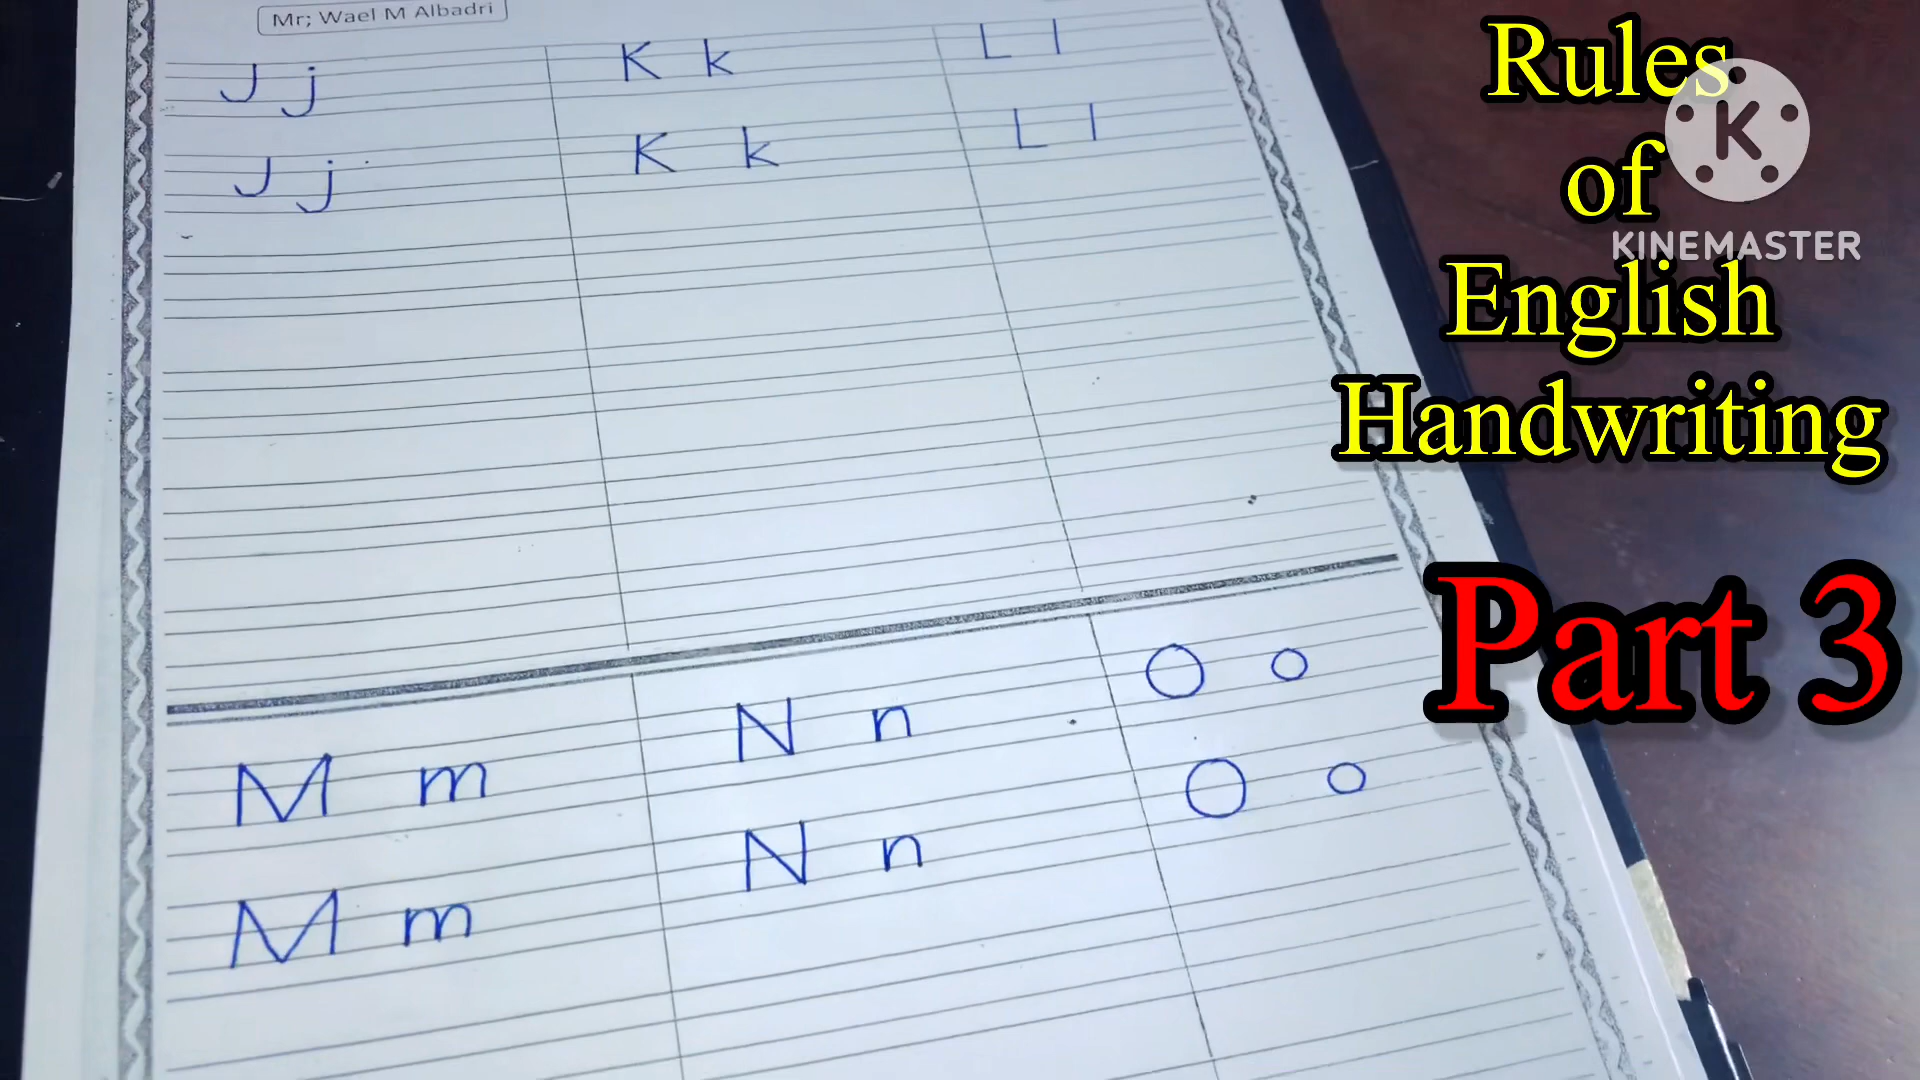 Mr; Wael M Albadri
J j K k L l
J j K k L l
M m N n O o
M m N n O o
Rules
of
English
Handwriting
Part 3
K
KINEMASTER